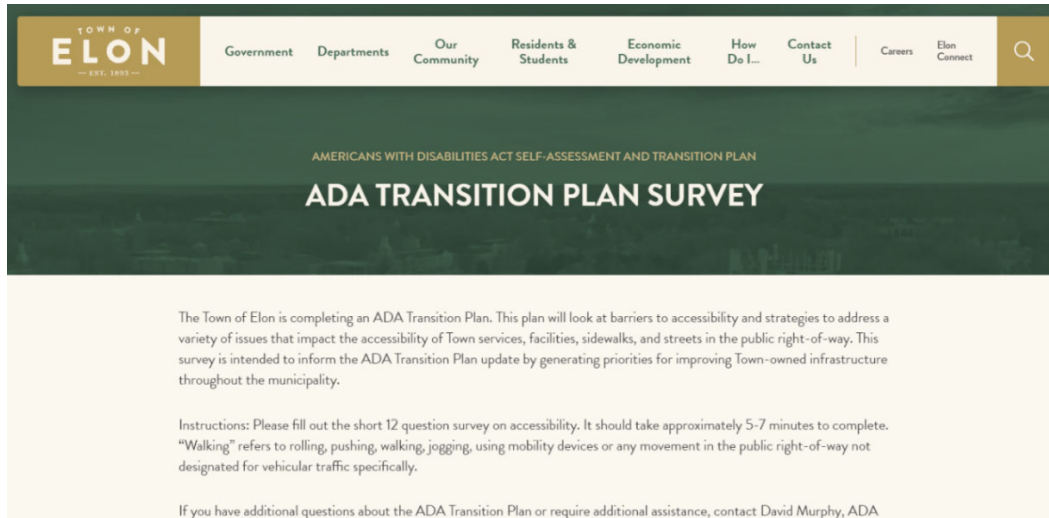 TOWN OF
ELON
— EST. 1893 —
Government
Departments
Our
Community
Residents &
Students
Economic
Development
How
Do I...
Contact
Us
Careers
Elon
Connect
AMERICANS WITH DISABILITIES ACT SELF-ASSESSMENT AND TRANSITION PLAN
ADA TRANSITION PLAN SURVEY
The Town of Elon is completing an ADA Transition Plan. This plan will look at barriers to accessibility and strategies to address a
variety of issues that impact the accessibility of Town services, facilities, sidewalks, and streets in the public right-of-way. This
survey is intended to inform the ADA Transition Plan update by generating priorities for improving Town-owned infrastructure
throughout the municipality.
Instructions: Please fill out the short 12 question survey on accessibility. It should take approximately 5-7 minutes to complete.
“Walking” refers to rolling, pushing, walking, jogging, using mobility devices or any movement in the public right-of-way not
designated for vehicular traffic specifically.
If you have additional questions about the ADA Transition Plan or require additional assistance, contact David Murphy, ADA